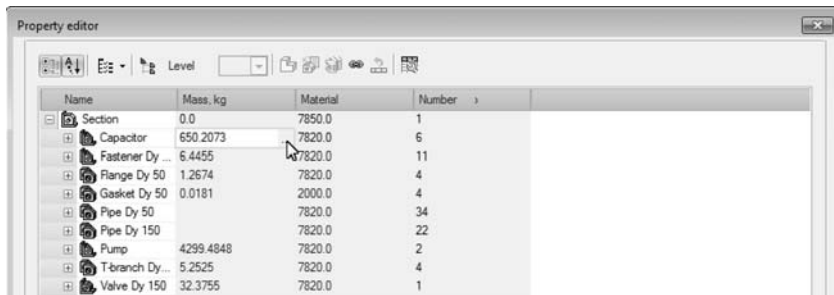 Property editor
Level
Name Mass, kg Material Number
Section 0.0 7850.0 1
Capacitor 650.2073 ... 7820.0 6
Fastener Dy ... 6.4455 7820.0 11
Flange Dy 50 1.2674 7820.0 4
Gasket Dy 50 0.0181 2000.0 4
Pipe Dy 50 7820.0 34
Pipe Dy 150 7820.0 22
Pump 4299.4848 7820.0 2
T-branch Dy... 5.2525 7820.0 4
Valve Dy 150 32.3755 7820.0 1